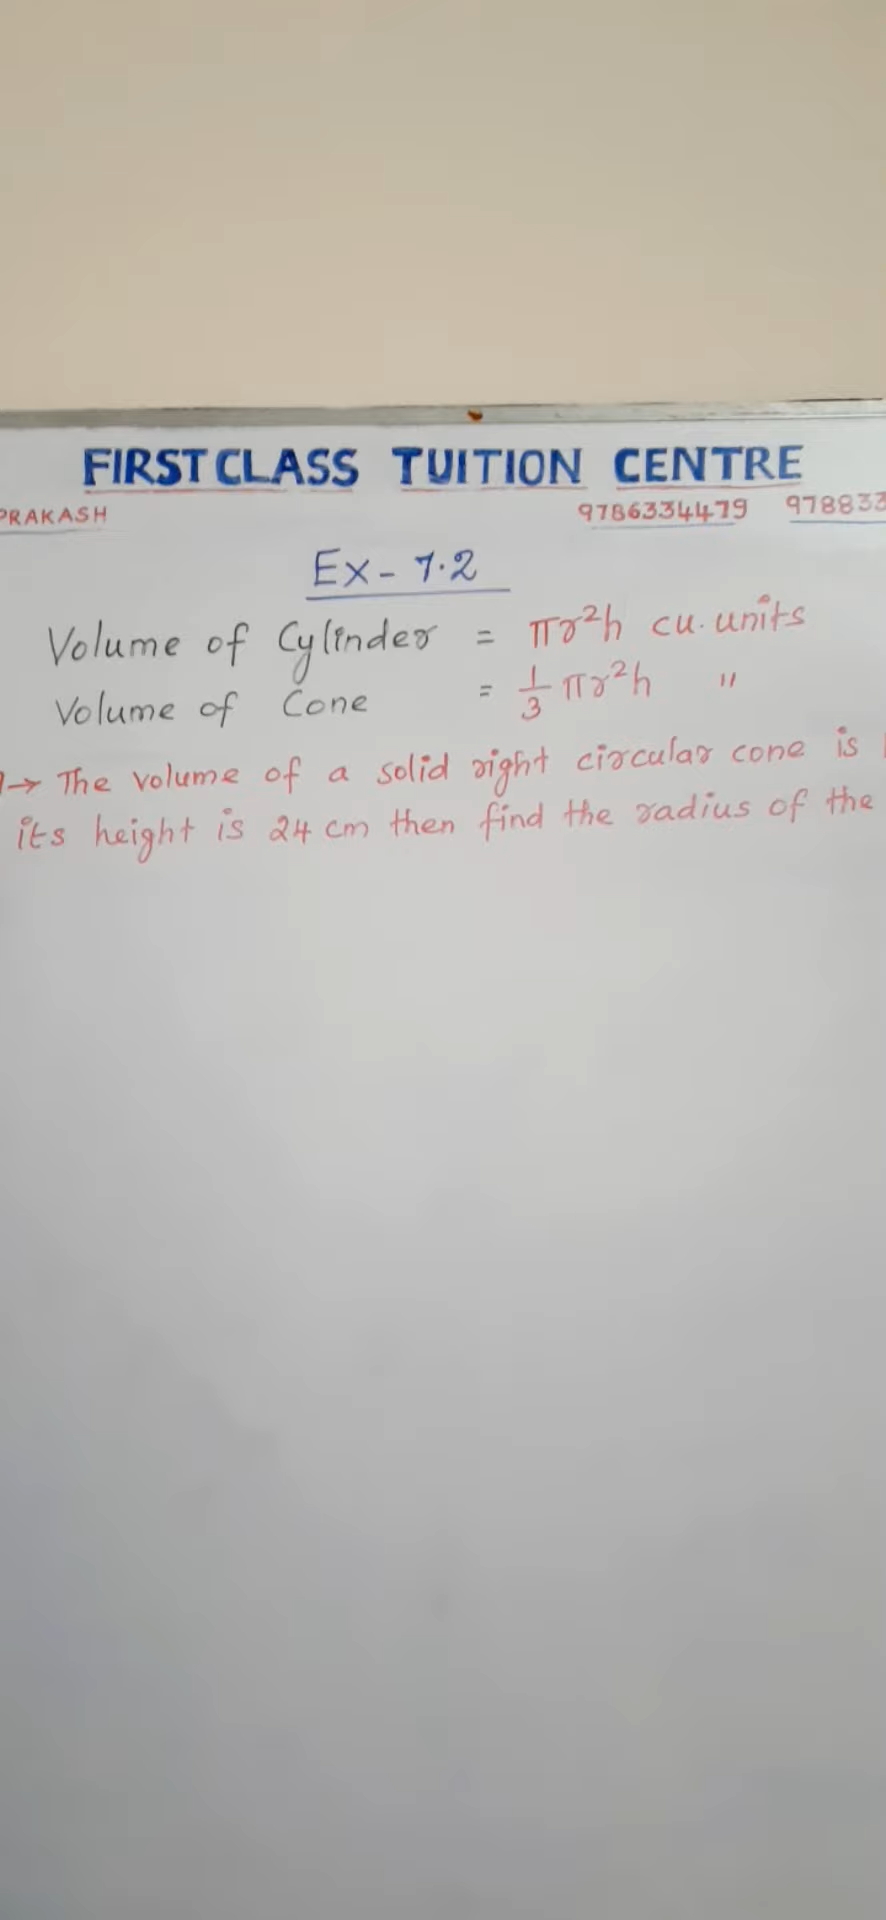 FIRST CLASS TUITION CENTRE
PRAKASH 9786334479 978833
Ex - 7.2
Volume of Cylinder = πr²h cu. units
Volume of Cone = 1/3 πr²h "
→ The volume of a solid right circular cone is
its height is 24 cm then find the radius of the